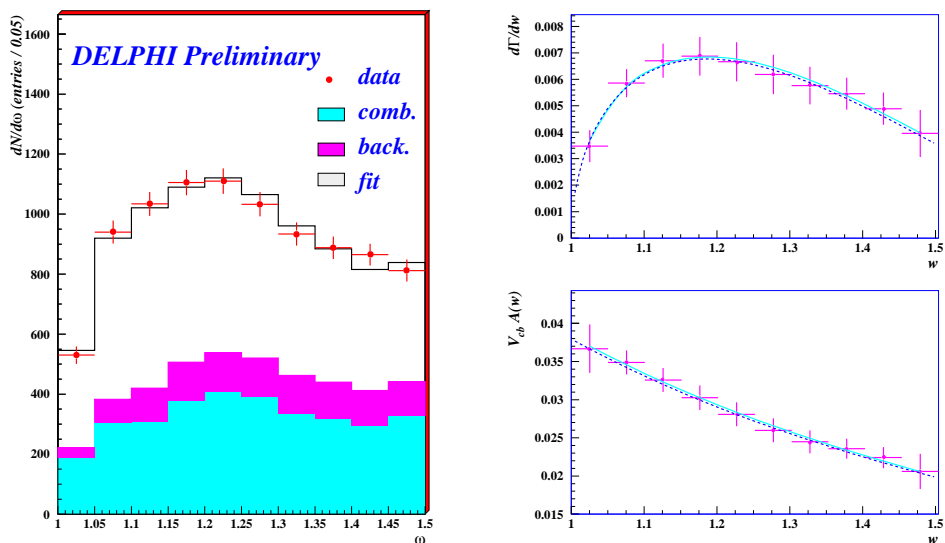 dN/dω (entries / 0.05)
1600
1400
1200
1000
800
600
400
200
0
DELPHI Preliminary
data
comb.
back.
fit
1 1.05 1.1 1.15 1.2 1.25 1.3 1.35 1.4 1.45 1.5
ω
dΓ/dw
0.008
0.007
0.006
0.005
0.004
0.003
0.002
0.001
0
1 1.1 1.2 1.3 1.4 1.5
w
V_cb A(w)
0.04
0.035
0.03
0.025
0.02
0.015
1 1.1 1.2 1.3 1.4 1.5
w